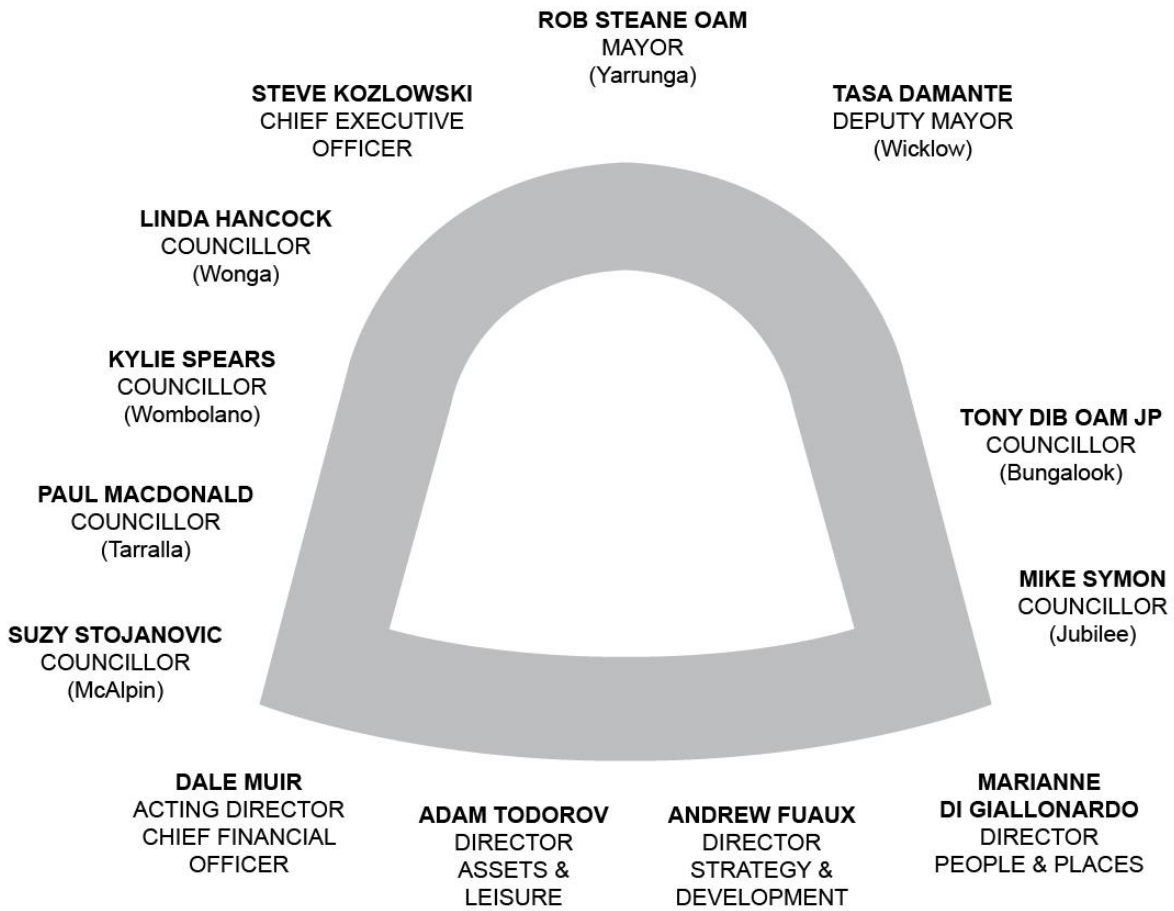 ROB STEANE OAM
MAYOR
(Yarrunga)
STEVE KOZLOWSKI
CHIEF EXECUTIVE
OFFICER
TASA DAMANTE
DEPUTY MAYOR
(Wicklow)
LINDA HANCOCK
COUNCILLOR
(Wonga)
KYLIE SPEARS
COUNCILLOR
(Wombolano)
TONY DIB OAM JP
COUNCILLOR
(Bungalook)
PAUL MACDONALD
COUNCILLOR
(Tarralla)
MIKE SYMON
COUNCILLOR
(Jubilee)
SUZY STOJANOVIC
COUNCILLOR
(McAlpin)
DALE MUIR
ACTING DIRECTOR
CHIEF FINANCIAL
OFFICER
ADAM TODOROV
DIRECTOR
ASSETS &
LEISURE
ANDREW FUAUX
DIRECTOR
STRATEGY &
DEVELOPMENT
MARIANNE
DI GIALLONARDO
DIRECTOR
PEOPLE & PLACES